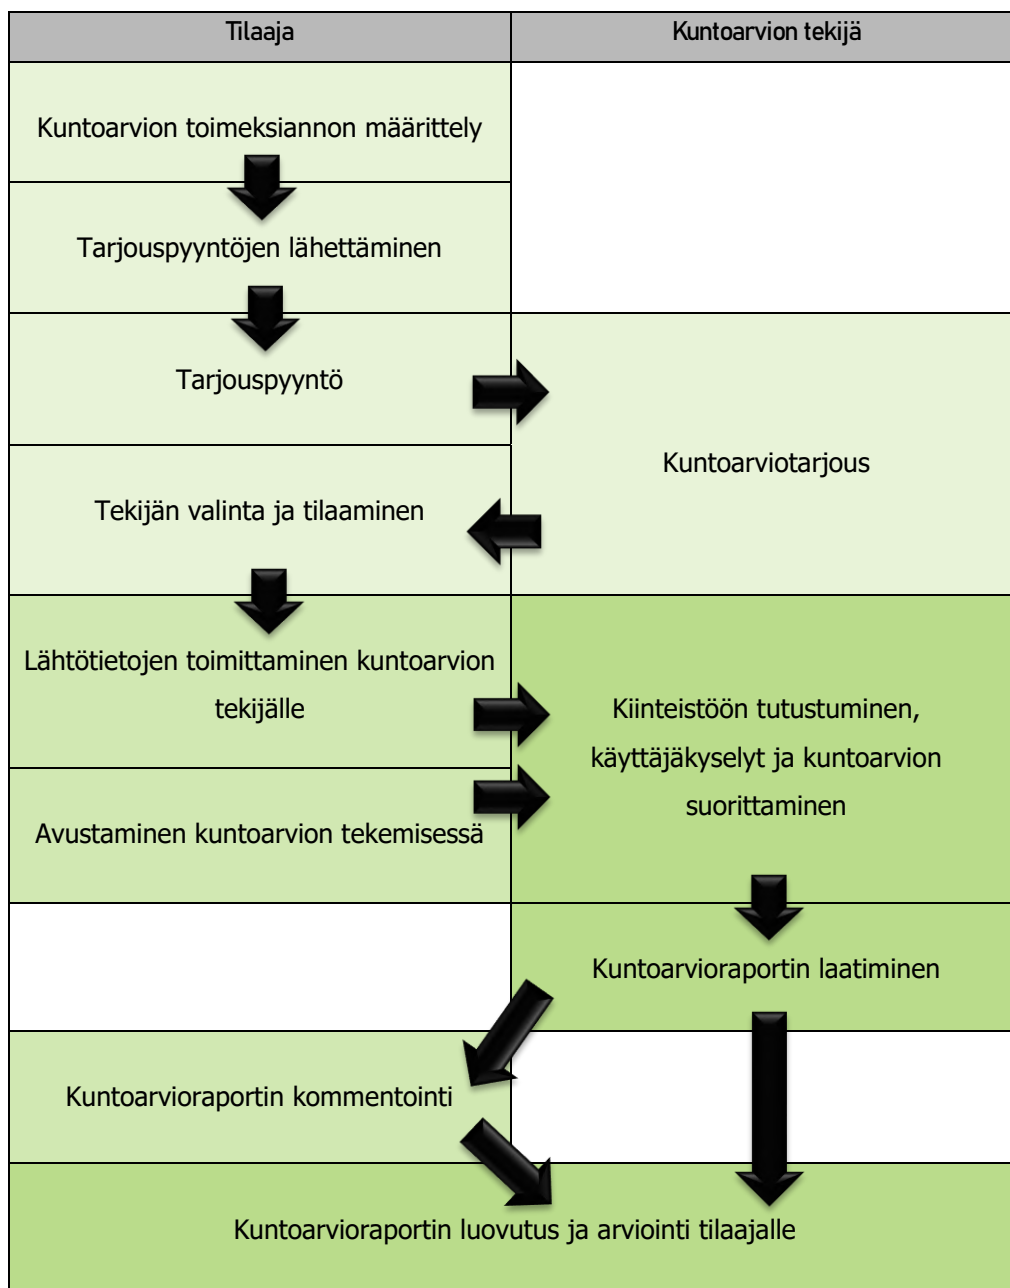 Tilaaja
Kuntoarvion tekijä
Kuntoarvion toimeksiannon määrittely
Tarjouspyyntöjen lähettäminen
Tarjouspyyntö
Kuntoarviotarjous
Tekijän valinta ja tilaaminen
Lähtötietojen toimittaminen kuntoarvion
tekijälle
Kiinteistöön tutustuminen,
käyttäjäkyselyt ja kuntoarvion
suorittaminen
Avustaminen kuntoarvion tekemisessä
Kuntoarvioraportin laatiminen
Kuntoarvioraportin kommentointi
Kuntoarvioraportin luovutus ja arviointi tilaajalle